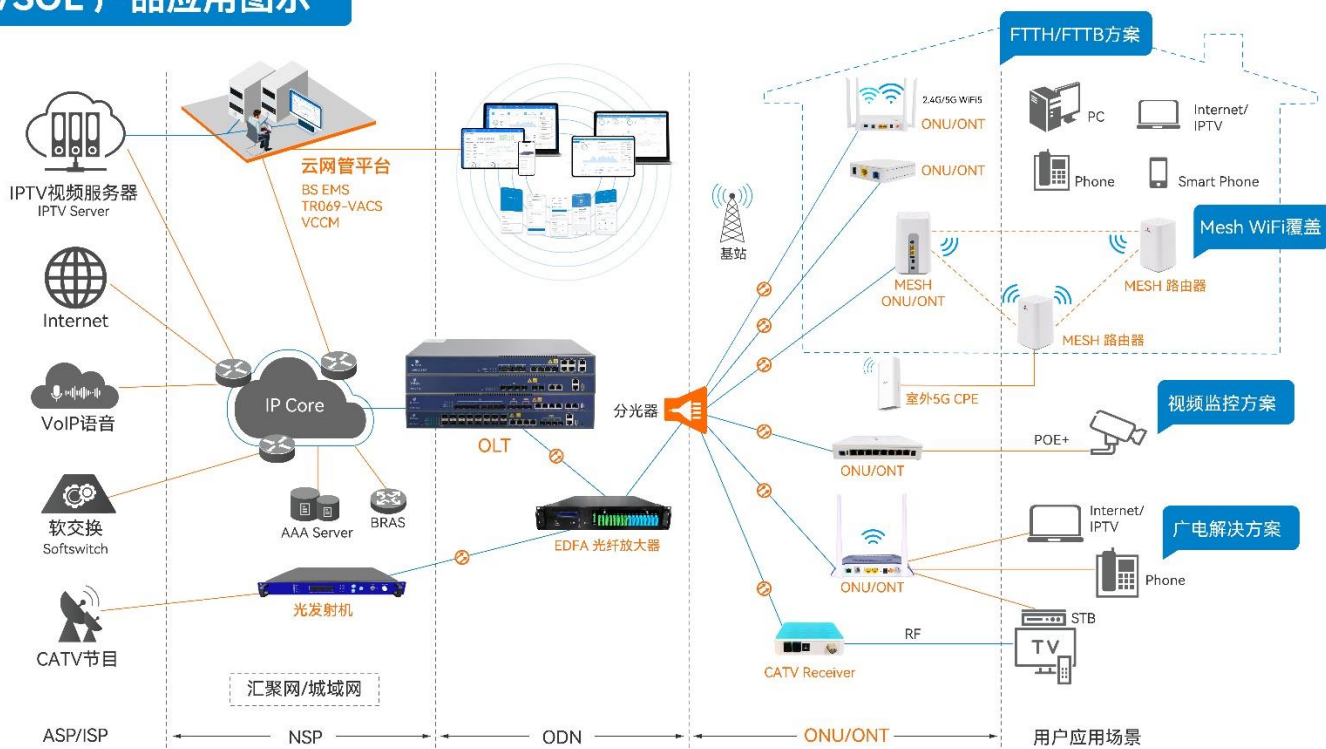 VSOL 产品应用图示
FTTH/FTTB方案
2.4G/5G WiFi5
ONU/ONT
PC
Internet/
IPTV
ONU/ONT
Phone
Smart Phone
云网管平台
BS EMS
TR069-VACS
VCCM
IPTV视频服务器
IPTV Server
基站
Mesh WiFi覆盖
MESH
ONU/ONT
MESH 路由器
MESH 路由器
Internet
VoIP语音
IP Core
OLT
分光器
室外5G CPE
视频监控方案
POE+
ONU/ONT
软交换
Softswitch
AAA Server
BRAS
EDFA 光纤放大器
Internet/
IPTV
广电解决方案
ONU/ONT
Phone
光发射机
CATV节目
STB
RF
TV
CATV Receiver
汇聚网/城域网
ASP/ISP
NSP
ODN
ONU/ONT
用户应用场景